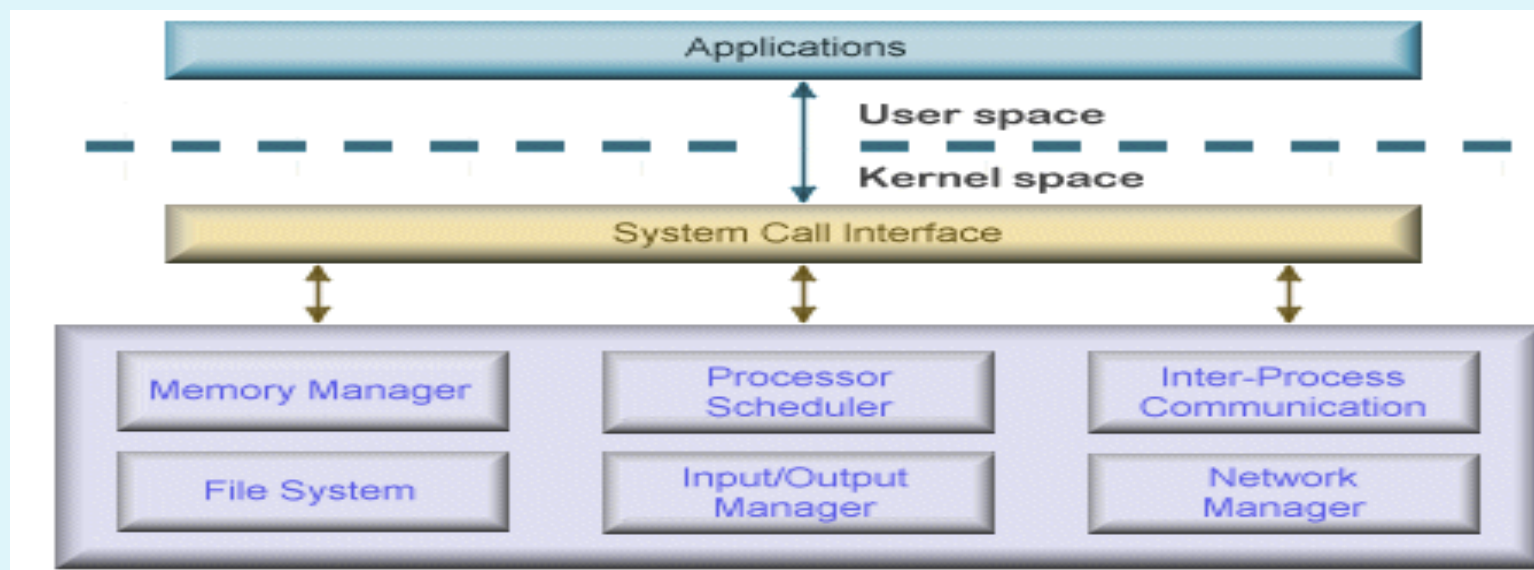 Applications
User space
Kernel space
System Call Interface
Memory Manager
Processor
Scheduler
Inter-Process
Communication
File System
Input/Output
Manager
Network
Manager